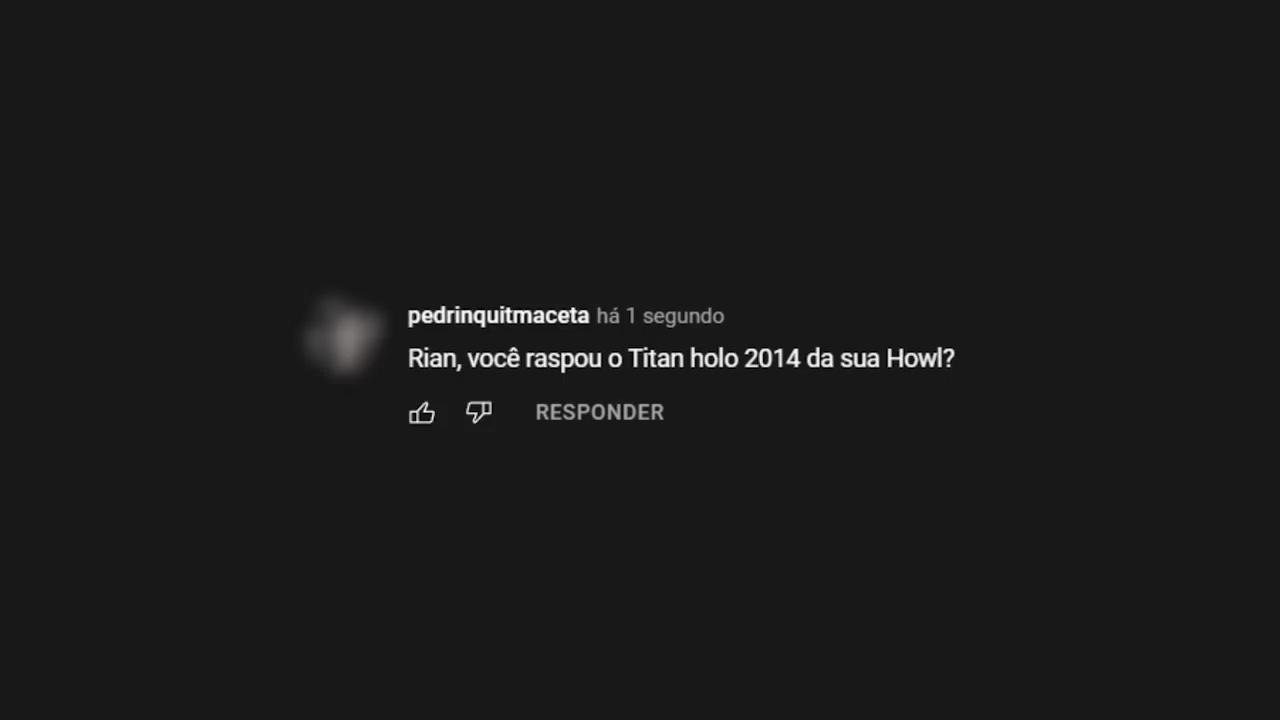 pedrinquitmaceta há 1 segundo
Rian, você raspou o Titan holo 2014 da sua Howl?
RESPONDER